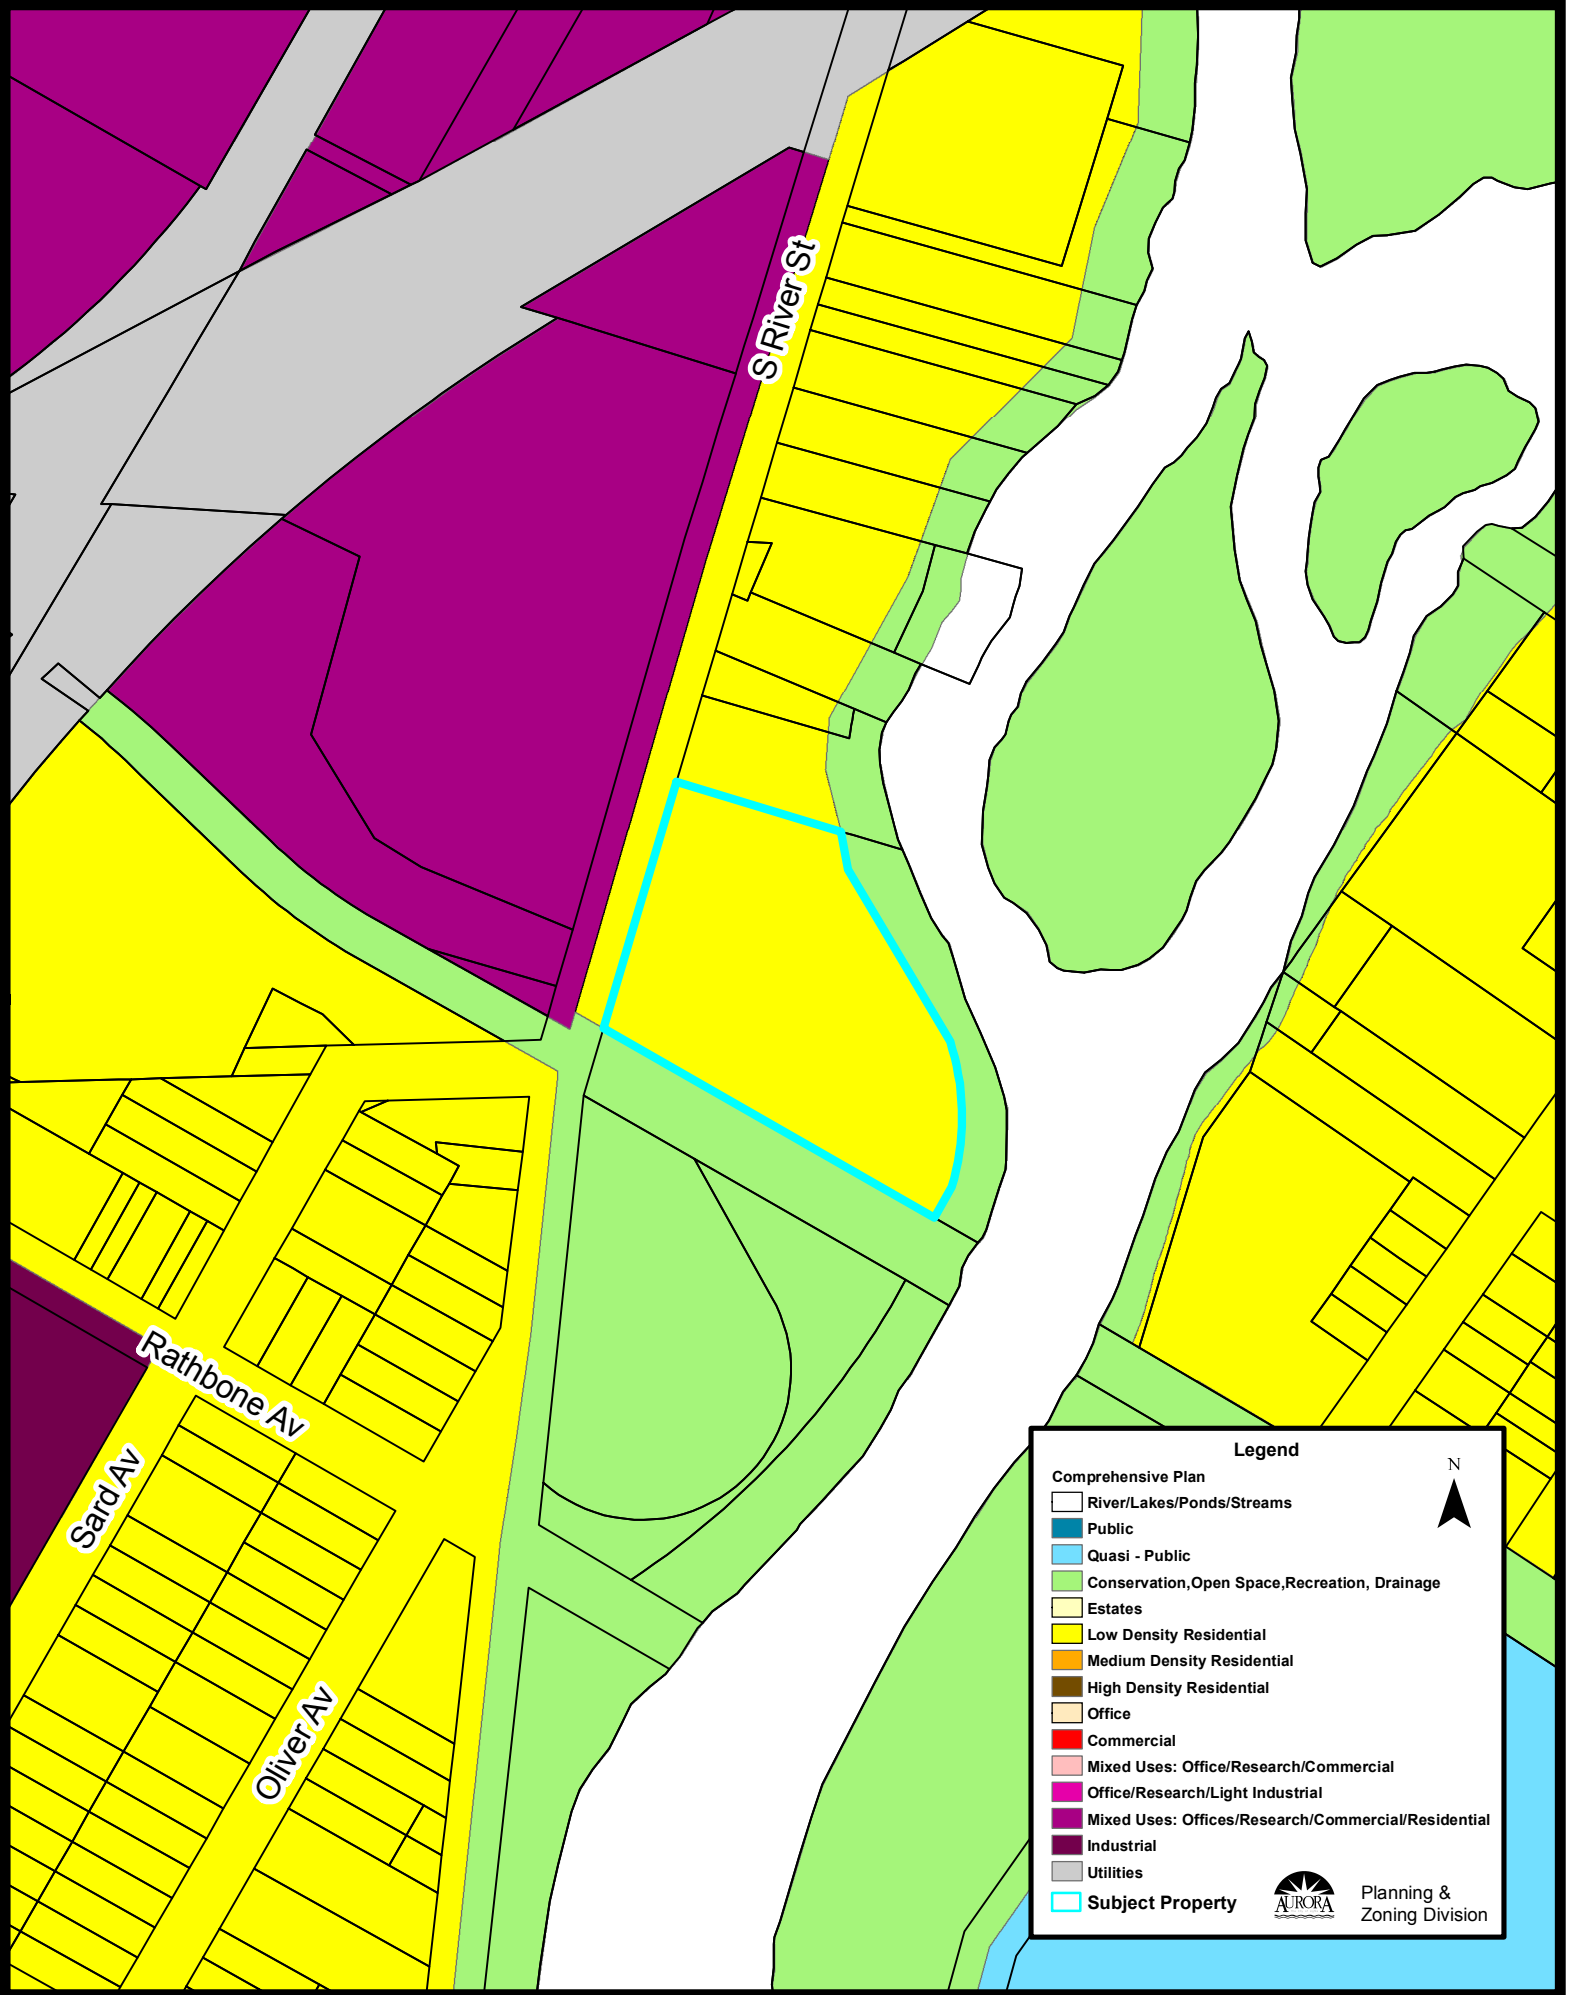 S River St
Rathbone Av
Sard Av
Oliver Av
Legend
N
Comprehensive Plan
River/Lakes/Ponds/Streams
Public
Quasi - Public
Conservation,Open Space,Recreation, Drainage
Estates
Low Density Residential
Medium Density Residential
High Density Residential
Office
Commercial
Mixed Uses: Office/Research/Commercial
Office/Research/Light Industrial
Mixed Uses: Offices/Research/Commercial/Residential
Industrial
Utilities
Subject Property
AURORA
Planning &
Zoning Division